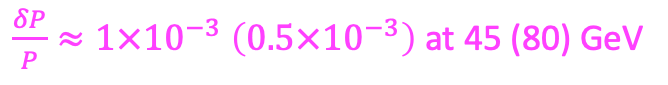 δP/P ≈ 1×10⁻³ (0.5×10⁻³) at 45 (80) GeV